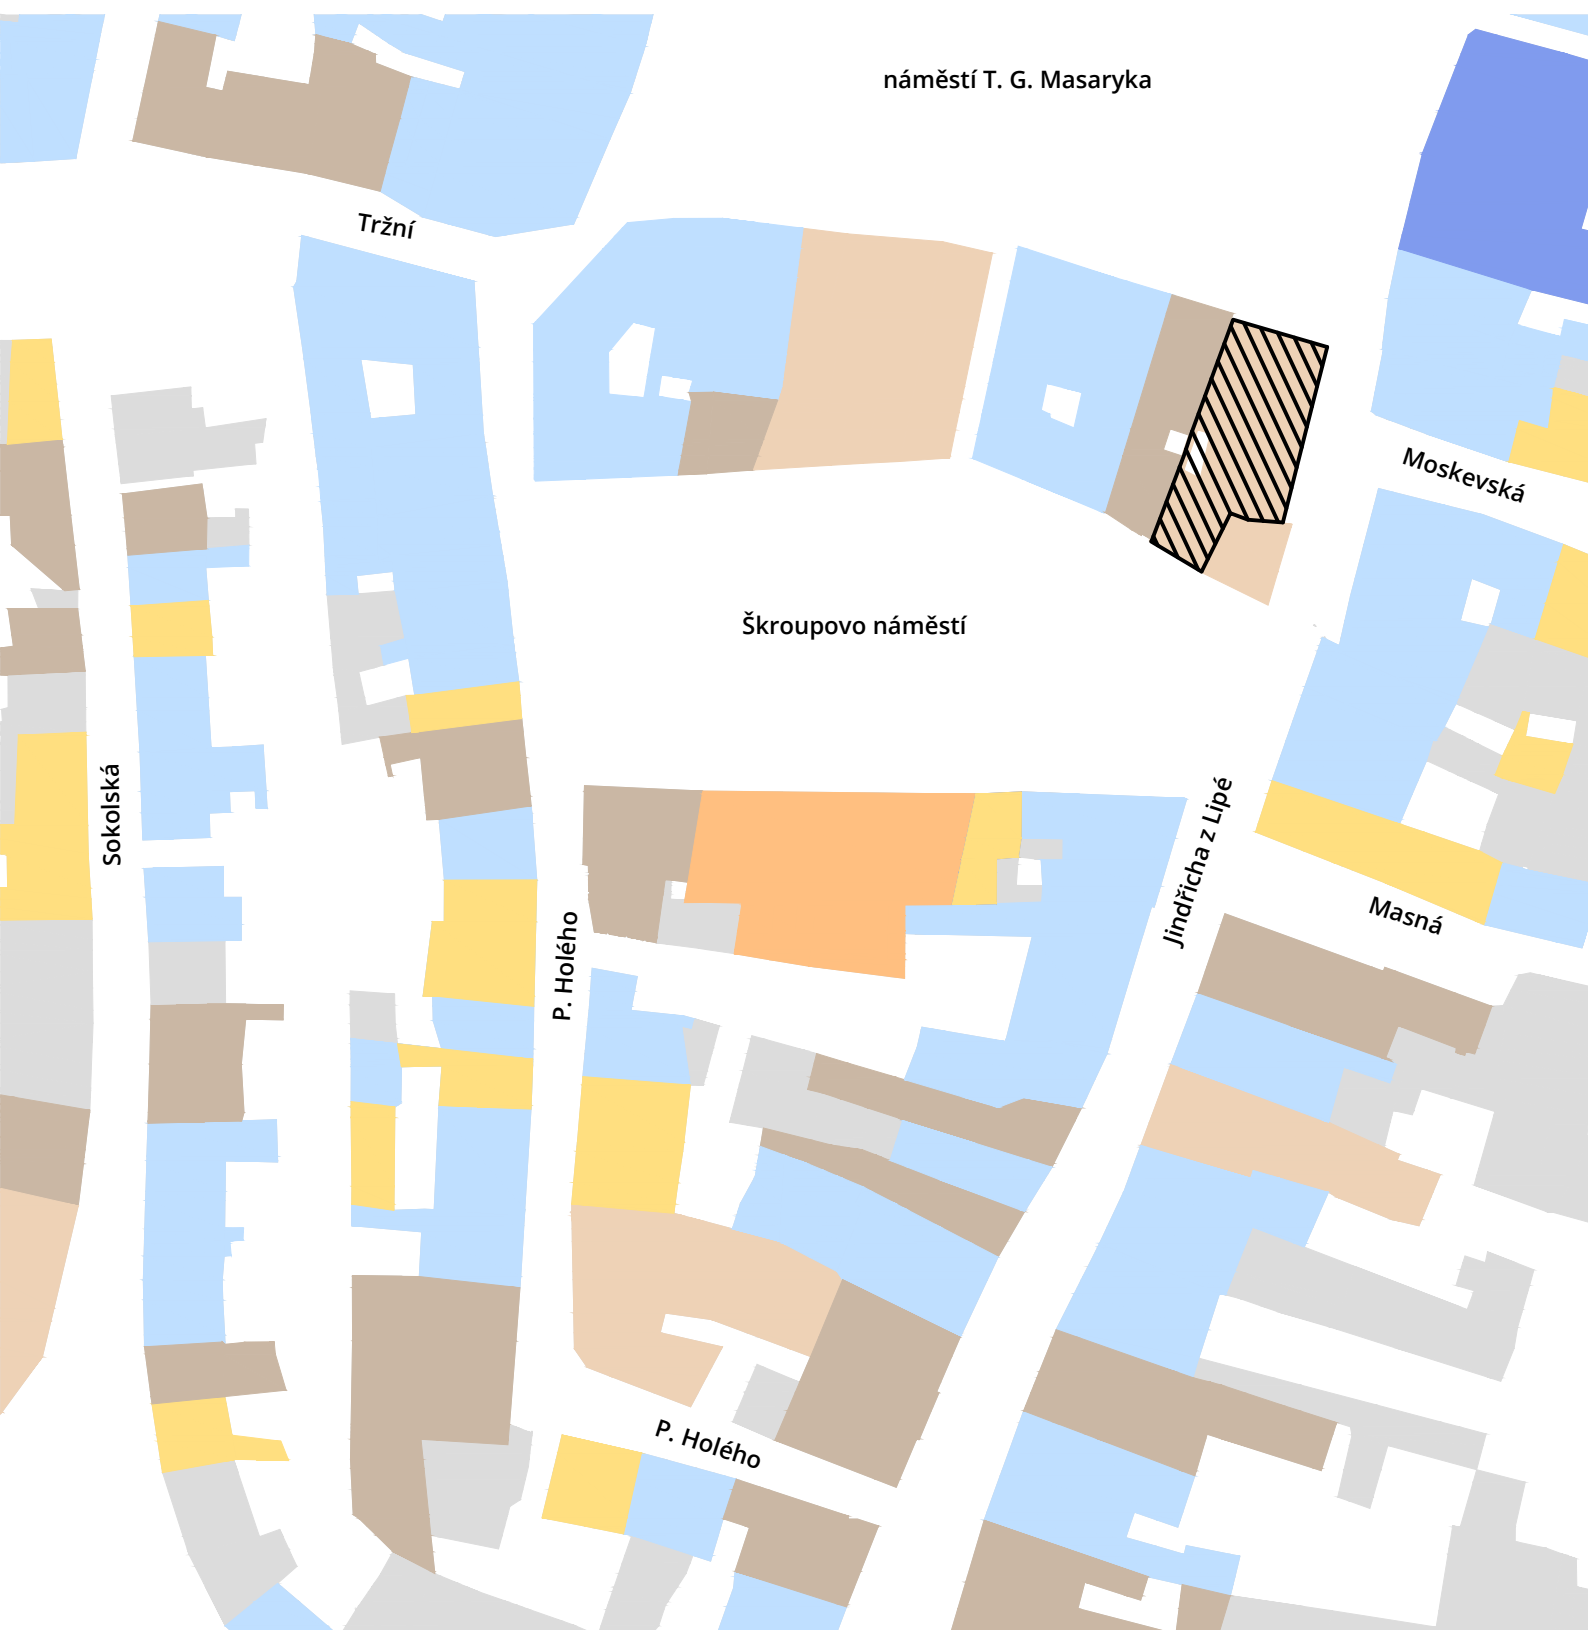 náměstí T. G. Masaryka
Tržní
Moskevská
Škroupovo náměstí
Sokolská
Jindřicha z Lipé
Masná
P. Holého
P. Holého